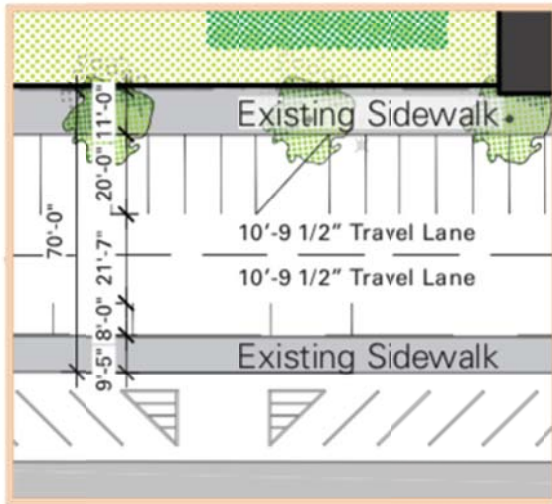 Existing Sidewalk
11'-0"
20'-0"
70'-0"
10'-9 1/2" Travel Lane
21'-7"
10'-9 1/2" Travel Lane
8'-0"
Existing Sidewalk
9'-5"